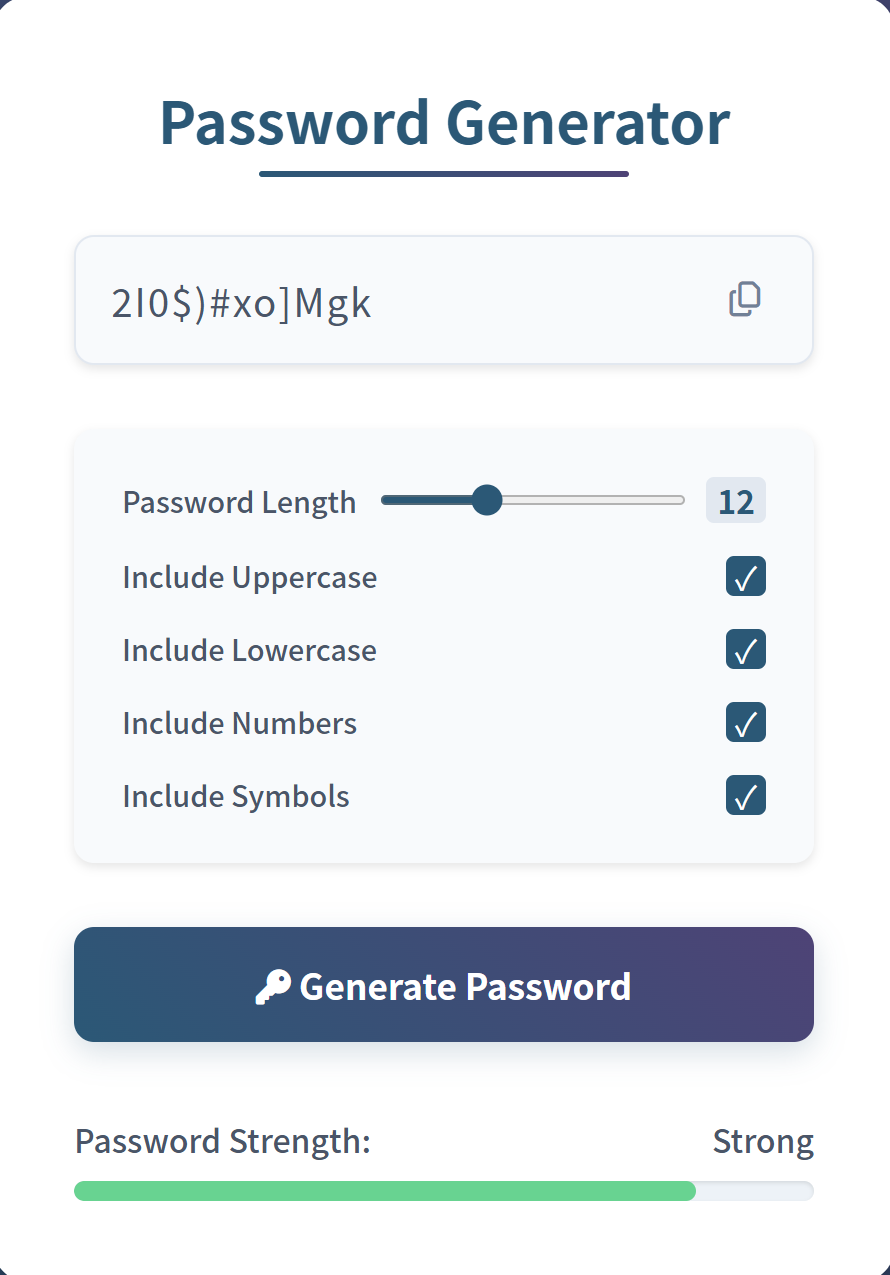 Password Generator
2l0$)#xo]Mgk
Password Length 12
Include Uppercase
Include Lowercase
Include Numbers
Include Symbols
Generate Password
Password Strength: Strong